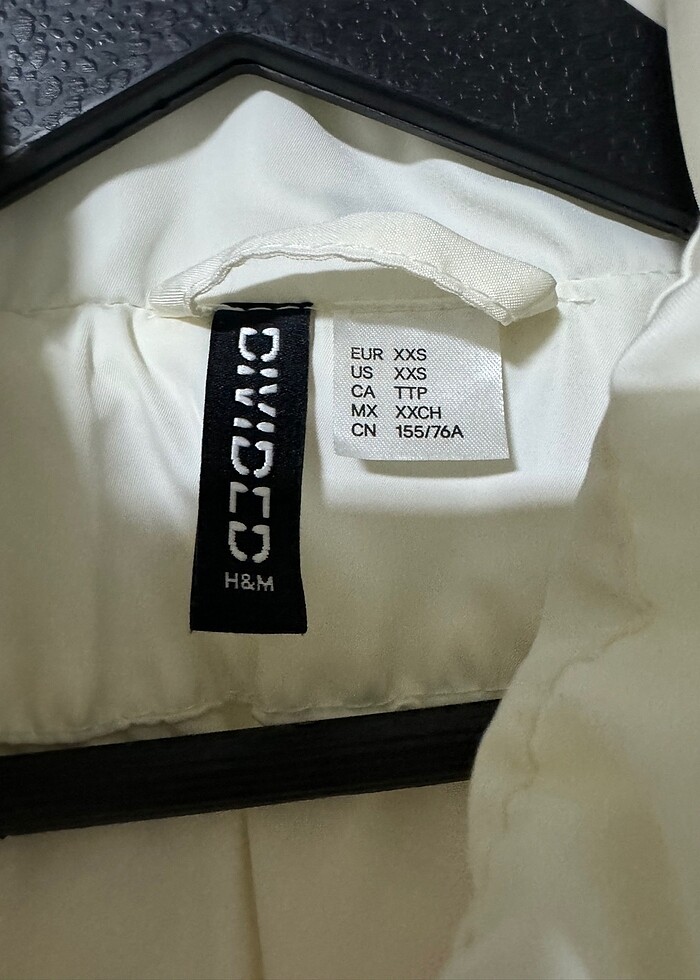 DIVIDED
H&M
EUR XXS
US XXS
CA TTP
MX XXCH
CN 155/76A